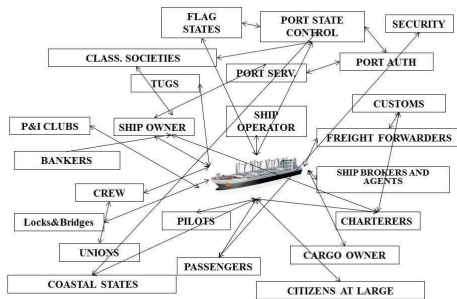 FLAG
STATES
PORT STATE
CONTROL
SECURITY
CLASS. SOCIETIES
PORT SERV.
PORT AUTH
TUGS
CUSTOMS
P&I CLUBS
SHIP OWNER
SHIP
OPERATOR
FREIGHT FORWARDERS
BANKERS
SHIP BROKERS AND
AGENTS
CREW
Locks&Bridges
PILOTS
CHARTERERS
UNIONS
CARGO OWNER
PASSENGERS
COASTAL STATES
CITIZENS AT LARGE